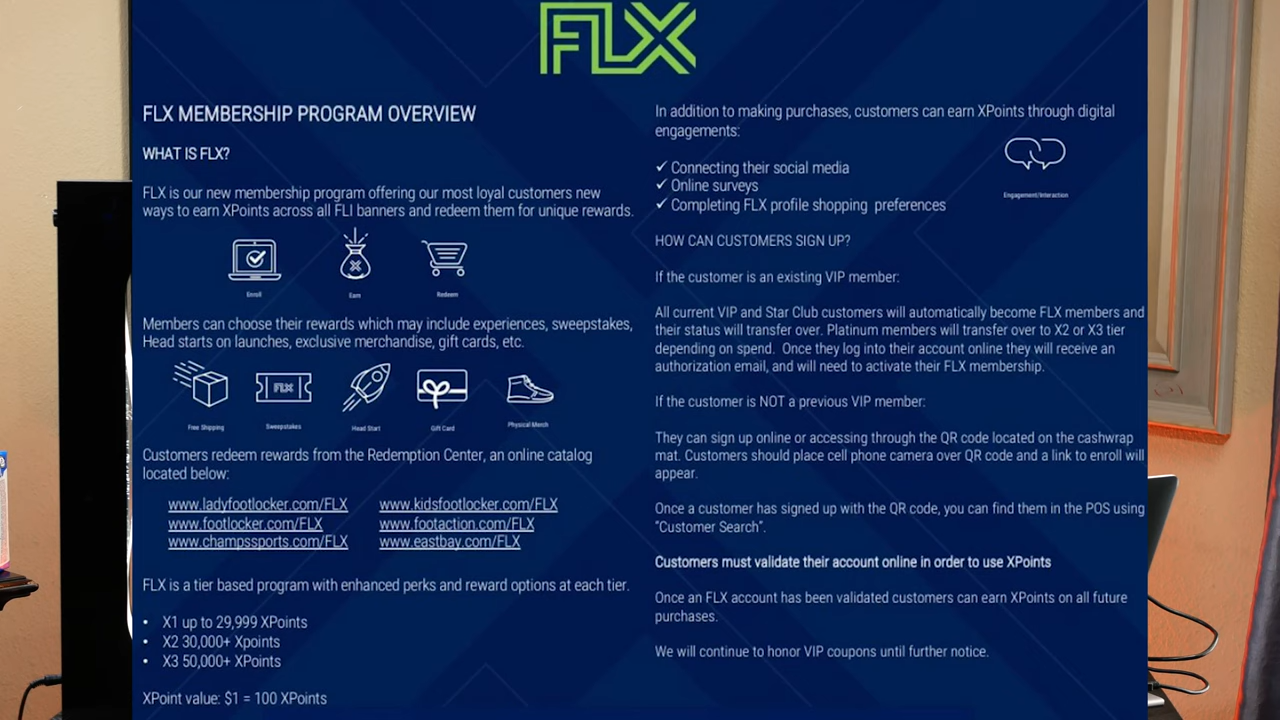 FLX
FLX MEMBERSHIP PROGRAM OVERVIEW
WHAT IS FLX?
FLX is our new membership program offering our most loyal customers new
ways to earn XPoints across all FLI banners and redeem them for unique rewards.
Enroll
Earn
Redeem
Members can choose their rewards which may include experiences, sweepstakes,
Head starts on launches, exclusive merchandise, gift cards, etc.
FLX
Free Shipping
Sweepstakes
Head Start
Gift Card
Physical Merch
Customers redeem rewards from the Redemption Center, an online catalog
located below:
www.ladyfootlocker.com/FLX www.kidsfootlocker.com/FLX
www.footlocker.com/FLX www.footaction.com/FLX
www.champssports.com/FLX www.eastbay.com/FLX
FLX is a tier based program with enhanced perks and reward options at each tier.
• X1 up to 29,999 XPoints
• X2 30,000+ Xpoints
• X3 50,000+ XPoints
XPoint value: $1 = 100 XPoints
In addition to making purchases, customers can earn XPoints through digital
engagements:
✓ Connecting their social media
✓ Online surveys
✓ Completing FLX profile shopping preferences
Engagement/Interaction
HOW CAN CUSTOMERS SIGN UP?
If the customer is an existing VIP member:
All current VIP and Star Club customers will automatically become FLX members and
their status will transfer over. Platinum members will transfer over to X2 or X3 tier
depending on spend. Once they log into their account online they will receive an
authorization email, and will need to activate their FLX membership.
If the customer is NOT a previous VIP member:
They can sign up online or accessing through the QR code located on the cashwrap
mat. Customers should place cell phone camera over QR code and a link to enroll will
appear.
Once a customer has signed up with the QR code, you can find them in the POS using
"Customer Search".
Customers must validate their account online in order to use XPoints
Once an FLX account has been validated customers can earn XPoints on all future
purchases.
We will continue to honor VIP coupons until further notice.